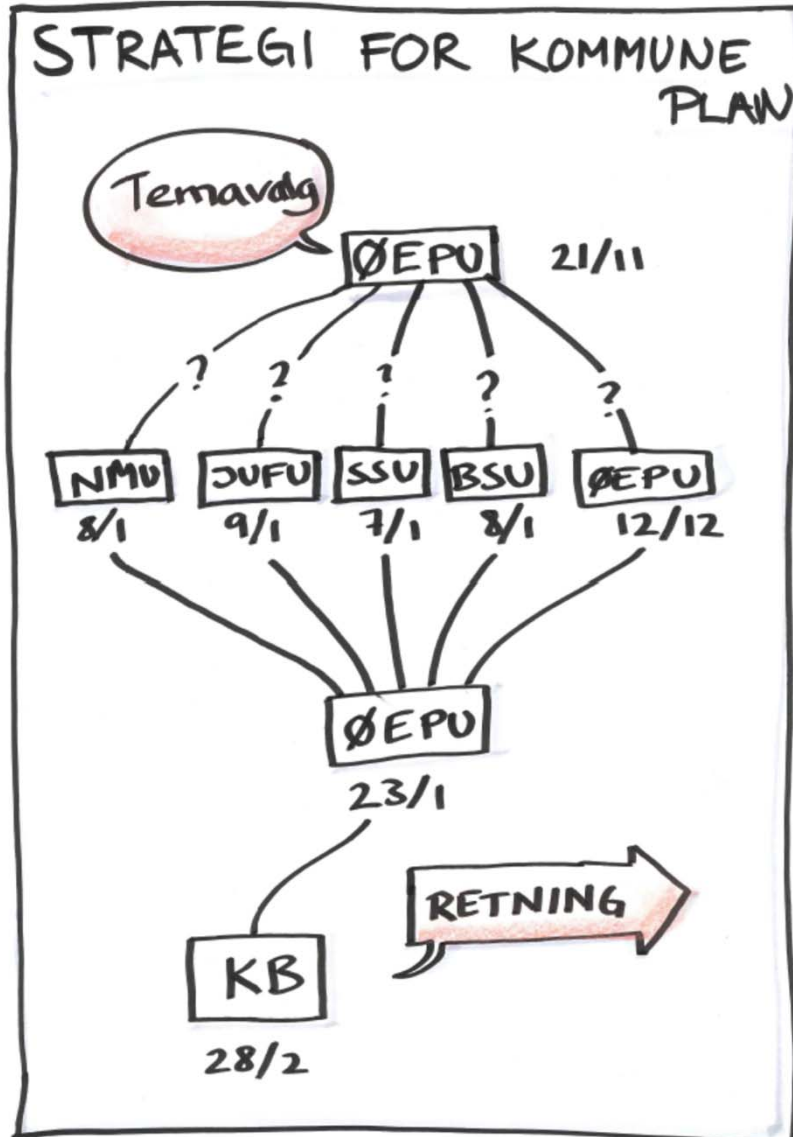 STRATEGI FOR KOMMUNE
PLAN
Temavalg
ØEPU 21/11
? ? ? ? ?
NMU JUFU SSU BSU ØEPU
8/1 9/1 7/1 8/1 12/12
ØEPU
23/1
RETNING
KB
28/2